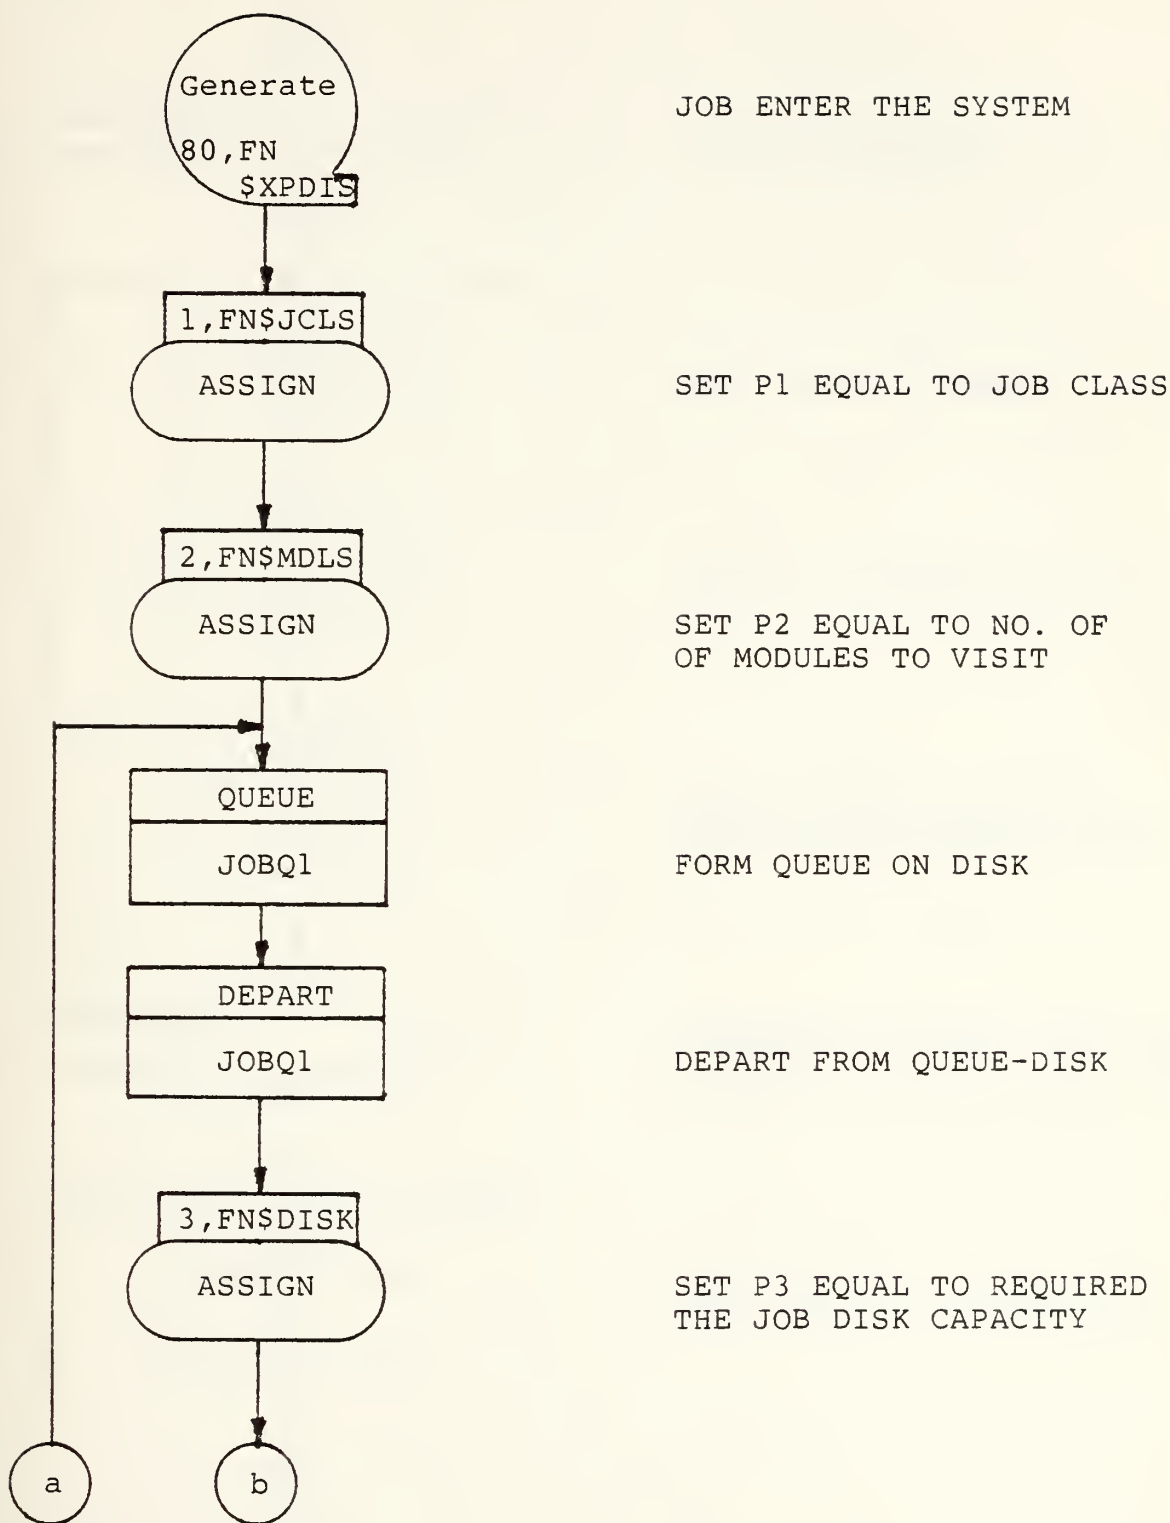 Generate
80,FN
$XPDIS
JOB ENTER THE SYSTEM
1,FN$JCLS
ASSIGN
SET P1 EQUAL TO JOB CLASS
2,FN$MDLS
ASSIGN
SET P2 EQUAL TO NO. OF
OF MODULES TO VISIT
QUEUE
JOBQ1
FORM QUEUE ON DISK
DEPART
JOBQ1
DEPART FROM QUEUE-DISK
3,FN$DISK
ASSIGN
SET P3 EQUAL TO REQUIRED
THE JOB DISK CAPACITY
a
b